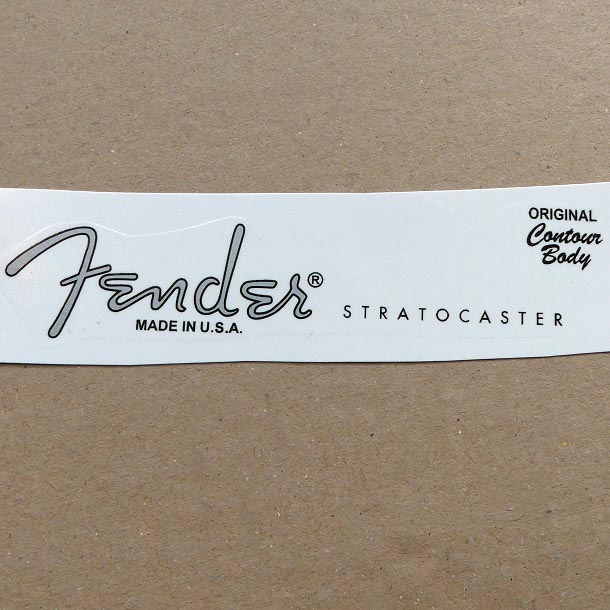 Fender®
MADE IN U.S.A.
STRATOCASTER
ORIGINAL
Contour
Body